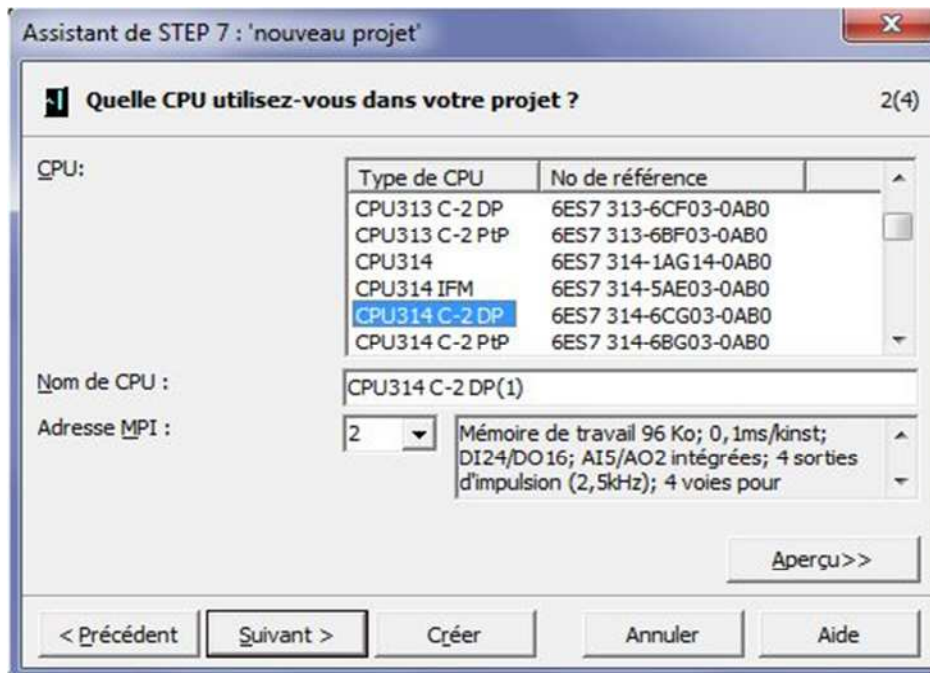 Assistant de STEP 7 : 'nouveau projet'
Quelle CPU utilisez-vous dans votre projet ? 2(4)
CPU:
Type de CPU No de référence
CPU313 C-2 DP 6ES7 313-6CF03-0AB0
CPU313 C-2 PtP 6ES7 313-6BF03-0AB0
CPU314 6ES7 314-1AG14-0AB0
CPU314 IFM 6ES7 314-5AE03-0AB0
CPU314 C-2 DP 6ES7 314-6CG03-0AB0
CPU314 C-2 PtP 6ES7 314-6BG03-0AB0
Nom de CPU : CPU314 C-2 DP(1)
Adresse MPI : 2
Mémoire de travail 96 Ko; 0,1ms/kinst;
DI24/DO16; AI5/AO2 intégrées; 4 sorties
d'impulsion (2,5kHz); 4 voies pour
Aperçu>>
< Précédent Suivant > Créer Annuler Aide